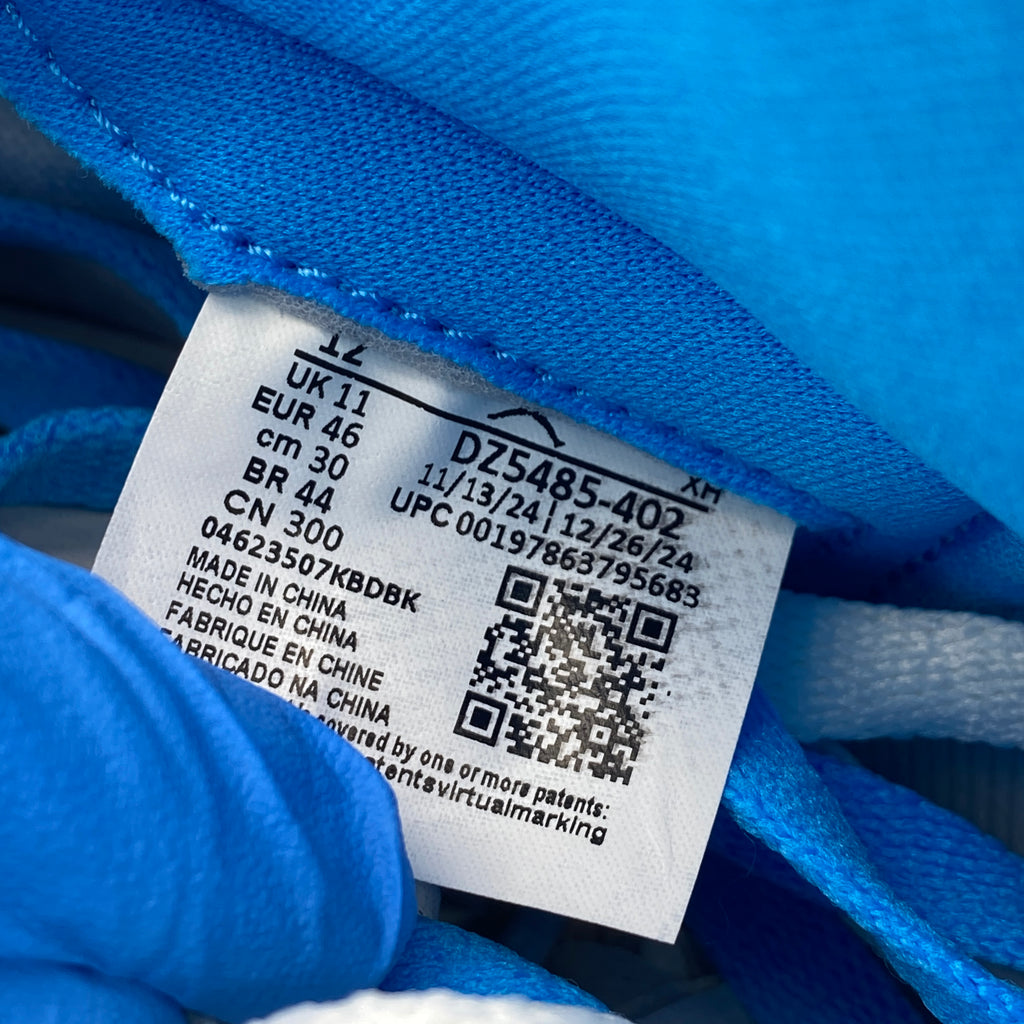 12
UK 11
EUR 46
cm 30
BR 44
CN 300
04623507KBDBK
MADE IN CHINA
HECHO EN CHINA
FABRIQUE EN CHINE
FABRICADO NA CHINA
covered by one or more patents:
XH
DZ5485-402
11/13/24 | 12/26/24
UPC 00197863795683